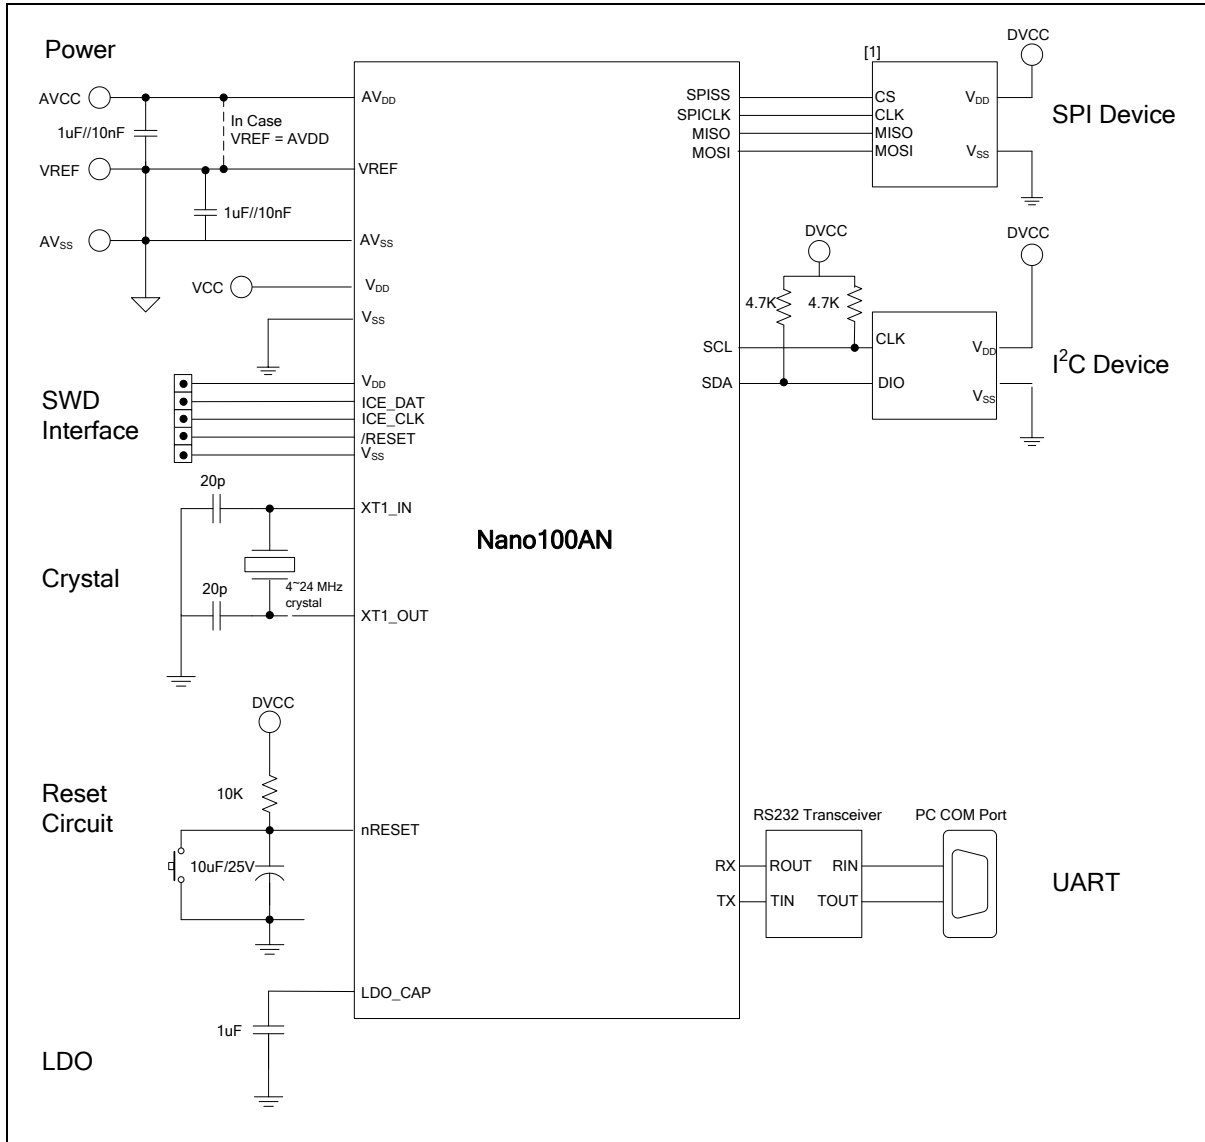 Power
AVCC
1uF//10nF
VREF
AVSS
In Case
VREF = AVDD
1uF//10nF
VCC
AVDD
VREF
AVSS
VDD
VSS
SWD
Interface
VDD
ICE_DAT
ICE_CLK
/RESET
VSS
Crystal
20p
20p
4~24 MHz
crystal
XT1_IN
XT1_OUT
Reset
Circuit
DVCC
10K
10uF/25V
nRESET
LDO
1uF
LDO_CAP
Nano100AN
SPISS
SPICLK
MISO
MOSI
[1]
CS
CLK
MISO
MOSI
VDD
VSS
DVCC
SPI Device
DVCC
4.7K
4.7K
SCL
SDA
CLK
DIO
VDD
VSS
DVCC
I²C Device
RX
TX
RS232 Transceiver
ROUT
RIN
TIN
TOUT
PC COM Port
UART